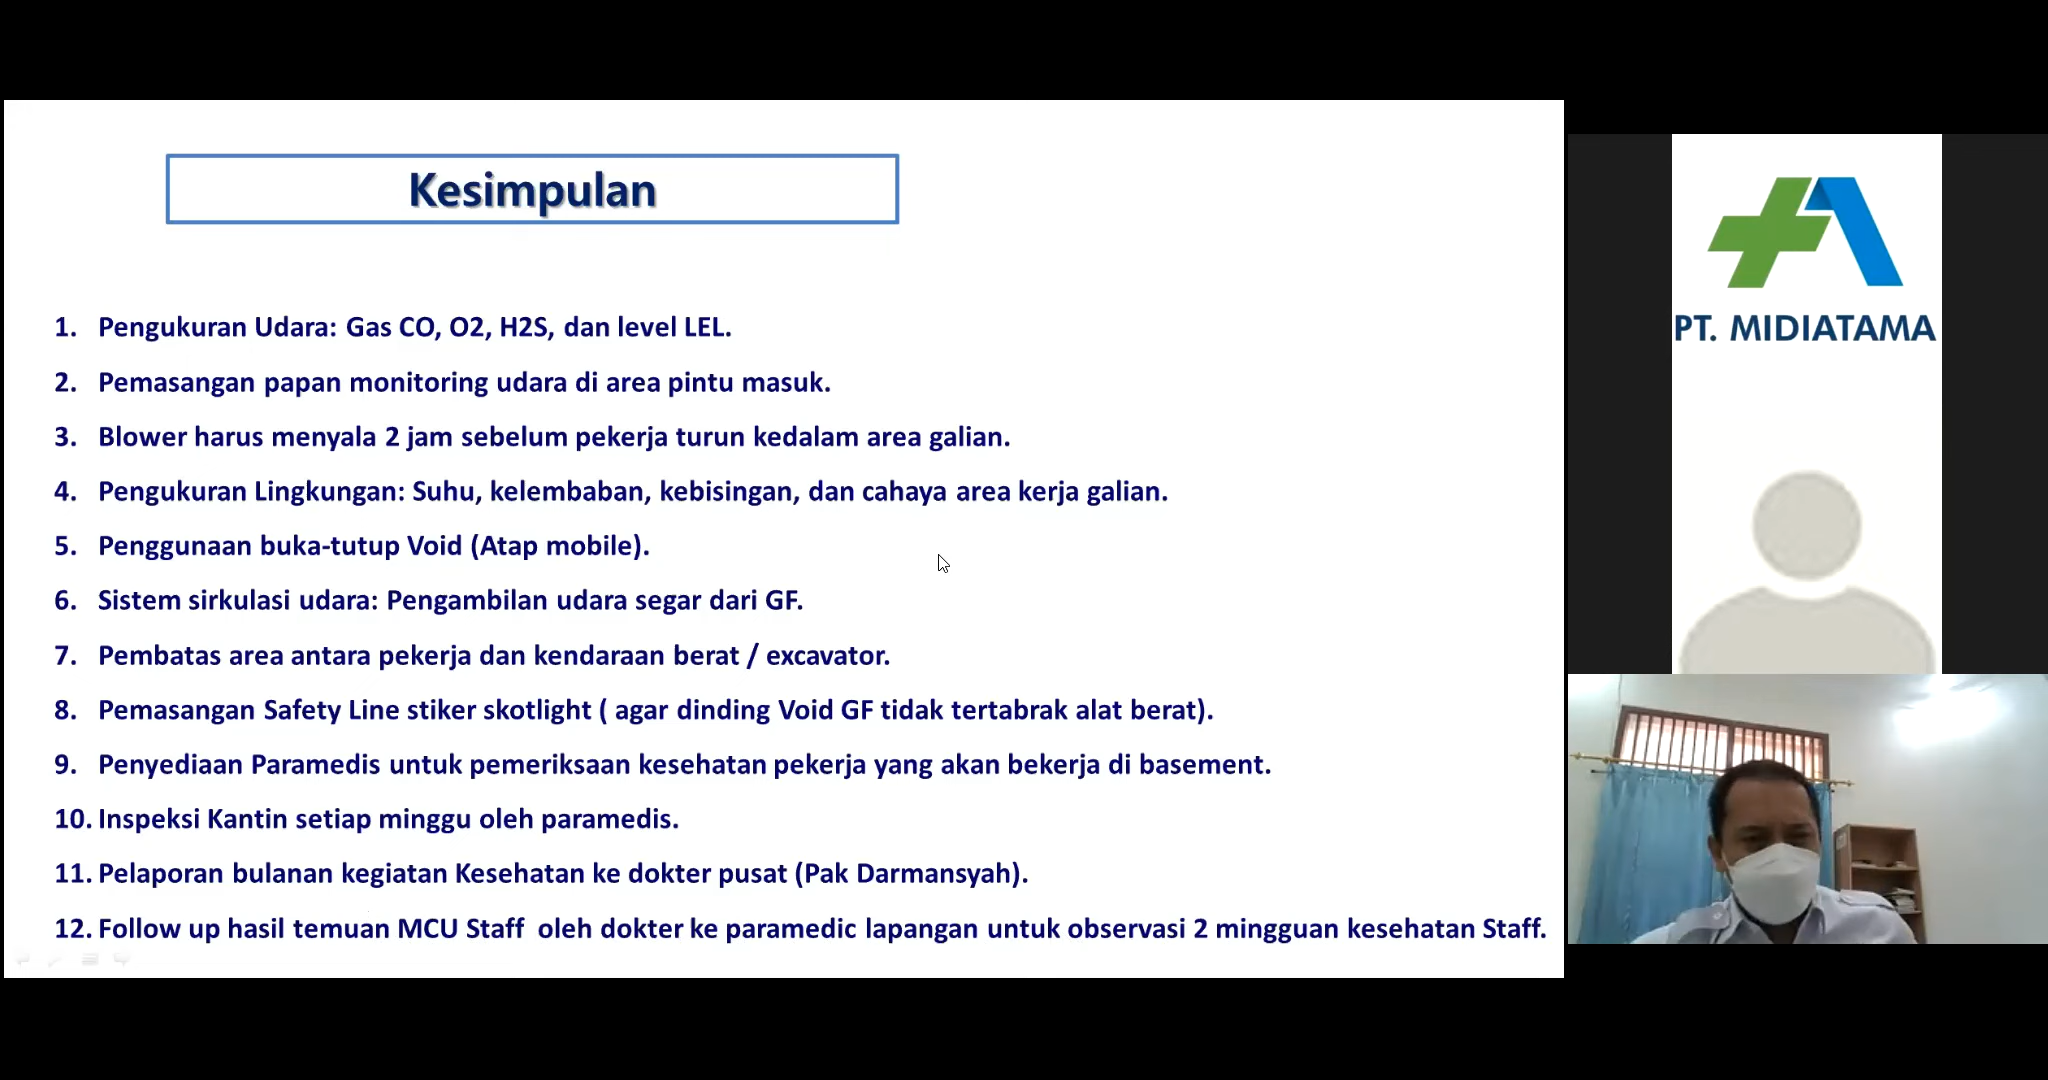 Kesimpulan
1. Pengukuran Udara: Gas CO, O2, H2S, dan level LEL.
2. Pemasangan papan monitoring udara di area pintu masuk.
3. Blower harus menyala 2 jam sebelum pekerja turun kedalam area galian.
4. Pengukuran Lingkungan: Suhu, kelembaban, kebisingan, dan cahaya area kerja galian.
5. Penggunaan buka-tutup Void (Atap mobile).
6. Sistem sirkulasi udara: Pengambilan udara segar dari GF.
7. Pembatas area antara pekerja dan kendaraan berat / excavator.
8. Pemasangan Safety Line stiker skotlight ( agar dinding Void GF tidak tertabrak alat berat).
9. Penyediaan Paramedis untuk pemeriksaan kesehatan pekerja yang akan bekerja di basement.
10. Inspeksi Kantin setiap minggu oleh paramedis.
11. Pelaporan bulanan kegiatan Kesehatan ke dokter pusat (Pak Darmansyah).
12. Follow up hasil temuan MCU Staff oleh dokter ke paramedic lapangan untuk observasi 2 mingguan kesehatan Staff.
PT. MIDIATAMA